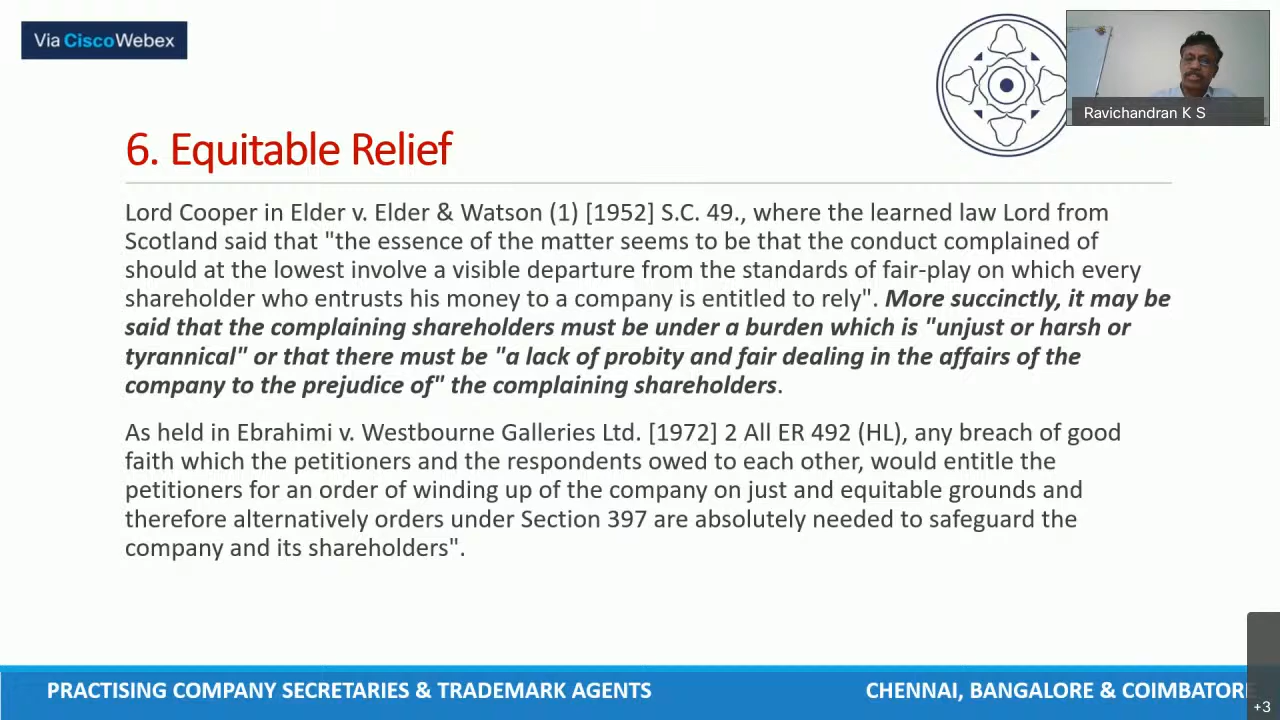 Via CiscoWebex
Ravichandran K S
6. Equitable Relief
Lord Cooper in Elder v. Elder & Watson (1) [1952] S.C. 49., where the learned law Lord from
Scotland said that "the essence of the matter seems to be that the conduct complained of
should at the lowest involve a visible departure from the standards of fair-play on which every
shareholder who entrusts his money to a company is entitled to rely". More succinctly, it may be
said that the complaining shareholders must be under a burden which is "unjust or harsh or
tyrannical" or that there must be "a lack of probity and fair dealing in the affairs of the
company to the prejudice of" the complaining shareholders.
As held in Ebrahimi v. Westbourne Galleries Ltd. [1972] 2 All ER 492 (HL), any breach of good
faith which the petitioners and the respondents owed to each other, would entitle the
petitioners for an order of winding up of the company on just and equitable grounds and
therefore alternatively orders under Section 397 are absolutely needed to safeguard the
company and its shareholders".
PRACTISING COMPANY SECRETARIES & TRADEMARK AGENTS
CHENNAI, BANGALORE & COIMBATORE
+3